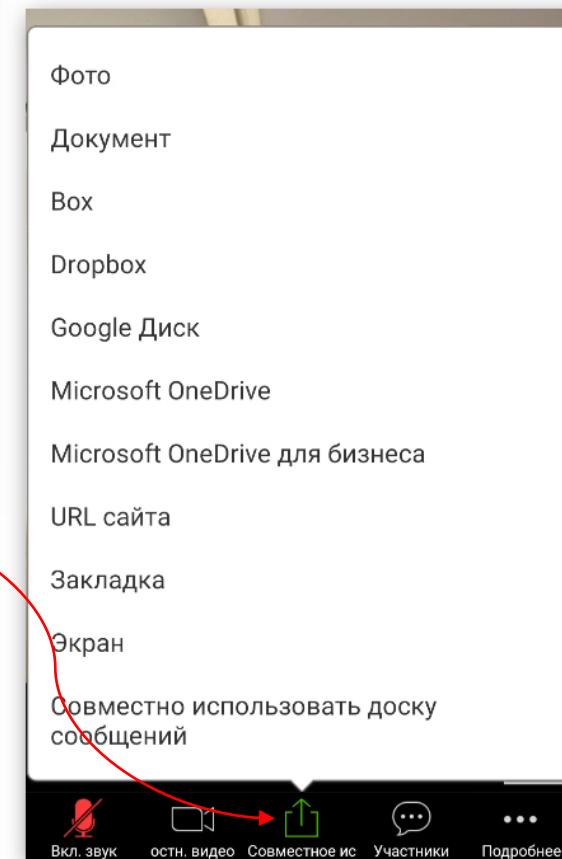 Фото
Документ
Box
Dropbox
Google Диск
Microsoft OneDrive
Microsoft OneDrive для бизнеса
URL сайта
Закладка
Экран
Совместно использовать доску
сообщений
Вкл. звук остн. видео Совместное ис Участники Подробнее